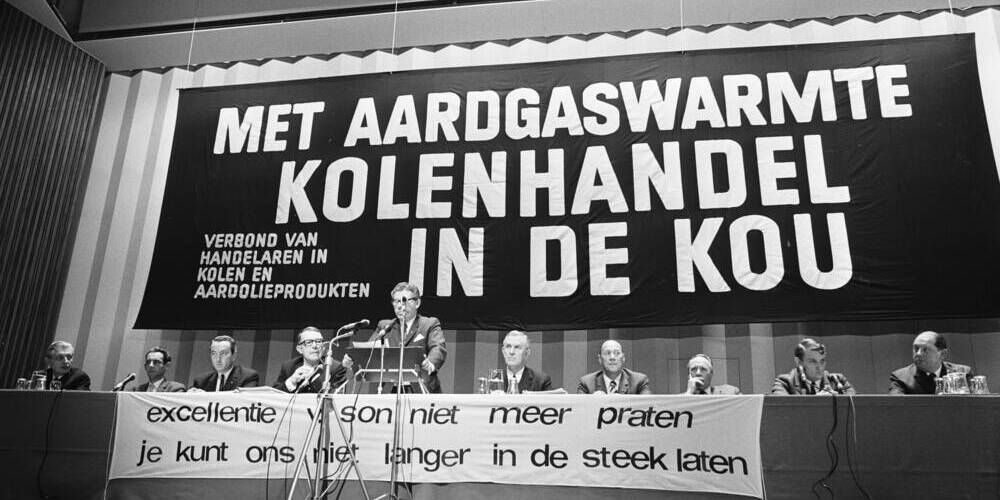 MET AARDGASWARMTE
KOLENHANDEL
IN DE KOU
VERBOND VAN
HANDELAREN IN
KOLEN EN
AARDOLIEPRODUKTEN
excellentie v son niet meer praten
je kunt ons niet langer in de steek laten